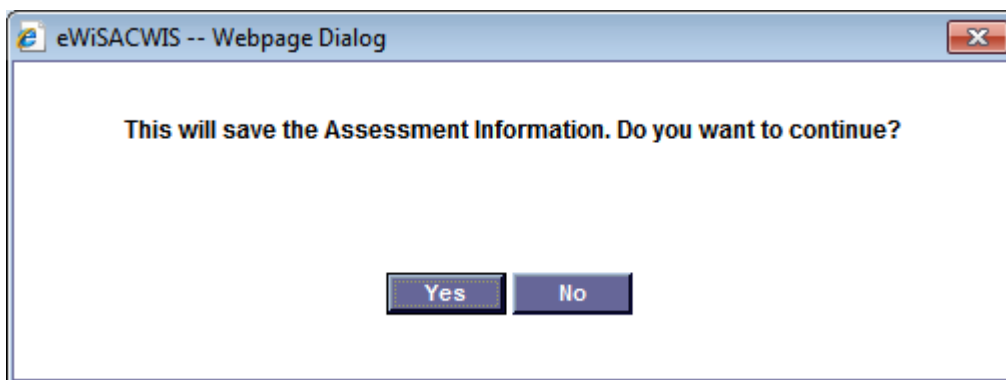 eWiSACWIS -- Webpage Dialog
This will save the Assessment Information. Do you want to continue?
Yes No